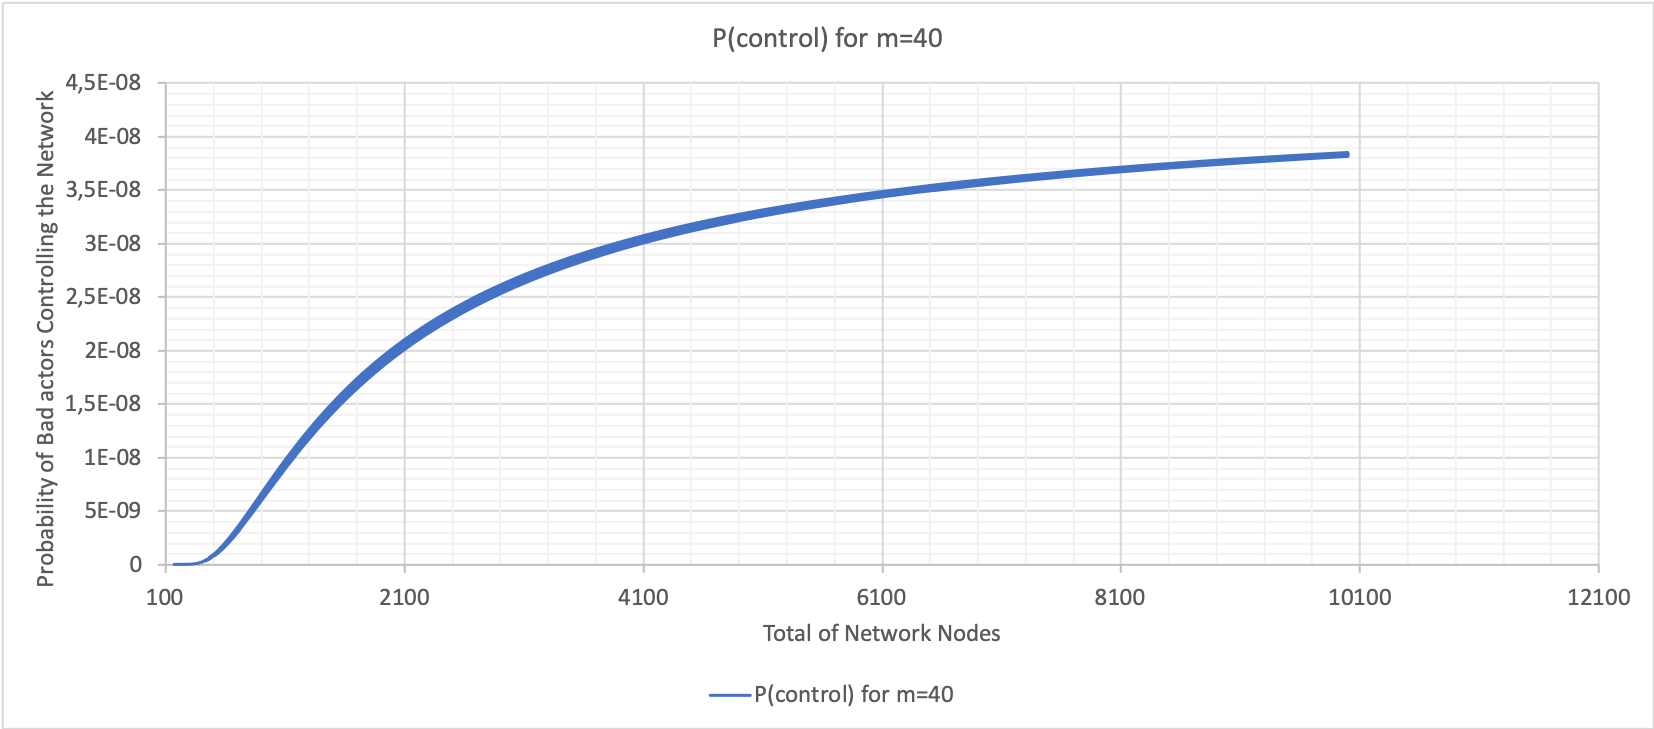 P(control) for m=40
Probability of Bad actors Controlling the Network
4,5E-08
4E-08
3,5E-08
3E-08
2,5E-08
2E-08
1,5E-08
1E-08
5E-09
0
100 2100 4100 6100 8100 10100 12100
Total of Network Nodes
P(control) for m=40